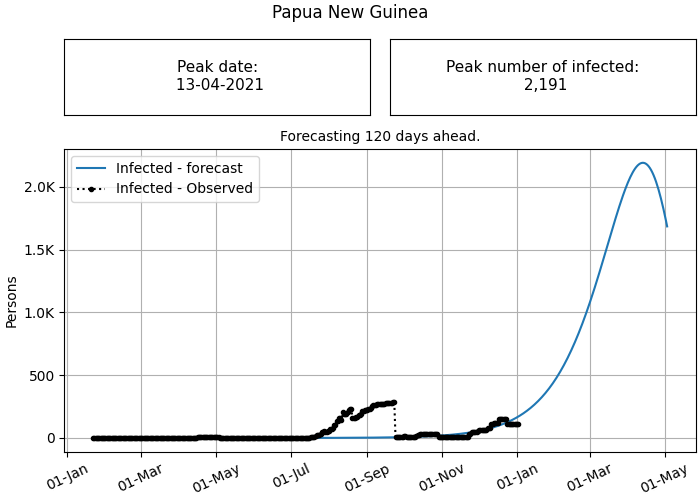 Papua New Guinea
Peak date:
13-04-2021
Peak number of infected:
2,191
Forecasting 120 days ahead.
Infected - forecast
Infected - Observed
2.0K
1.5K
1.0K
500
0
Persons
01-Jan
01-Mar
01-May
01-Jul
01-Sep
01-Nov
01-Jan
01-Mar
01-May